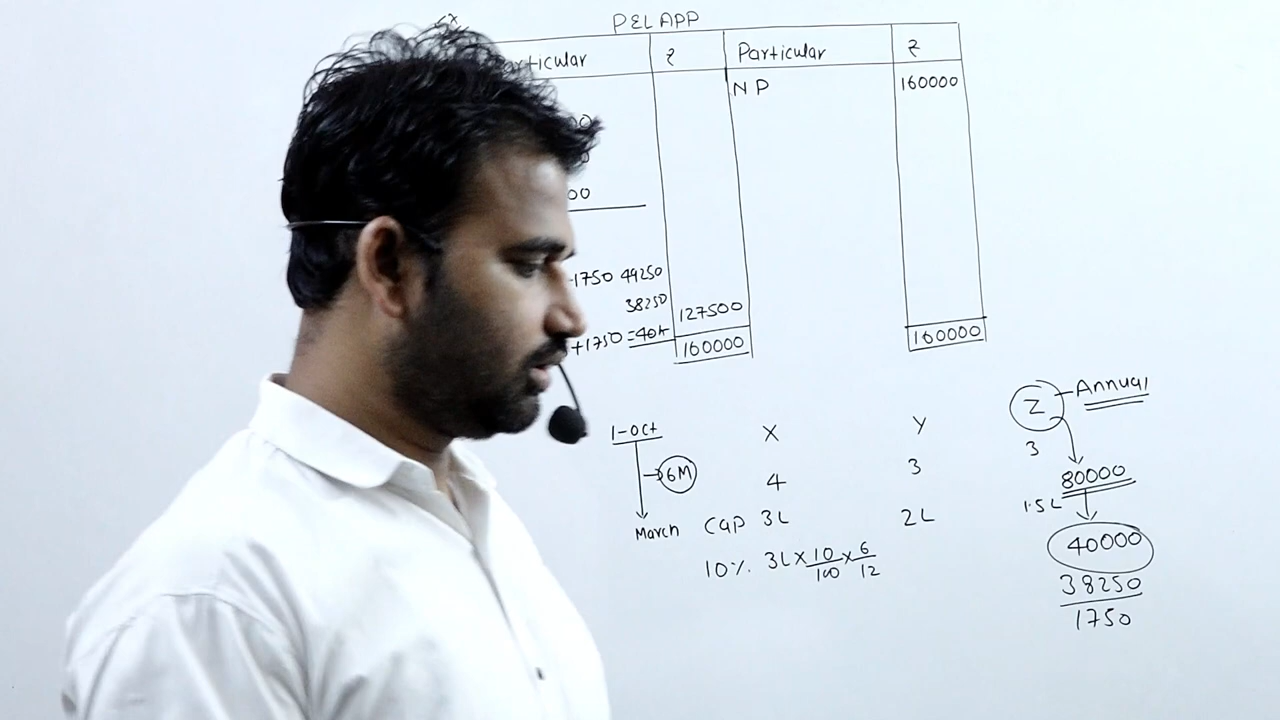 P&L APP
Particular ₹ Particular ₹
NP 160000
00
1750 49250
38250
127500
+1750 = 40k
160000 160000
Z Annual
1-Oct X Y
3
6M 4 3 80000
1.5L
March Cap 3L 2L
40000
10% 3L×10/100×6/12
38250
1750